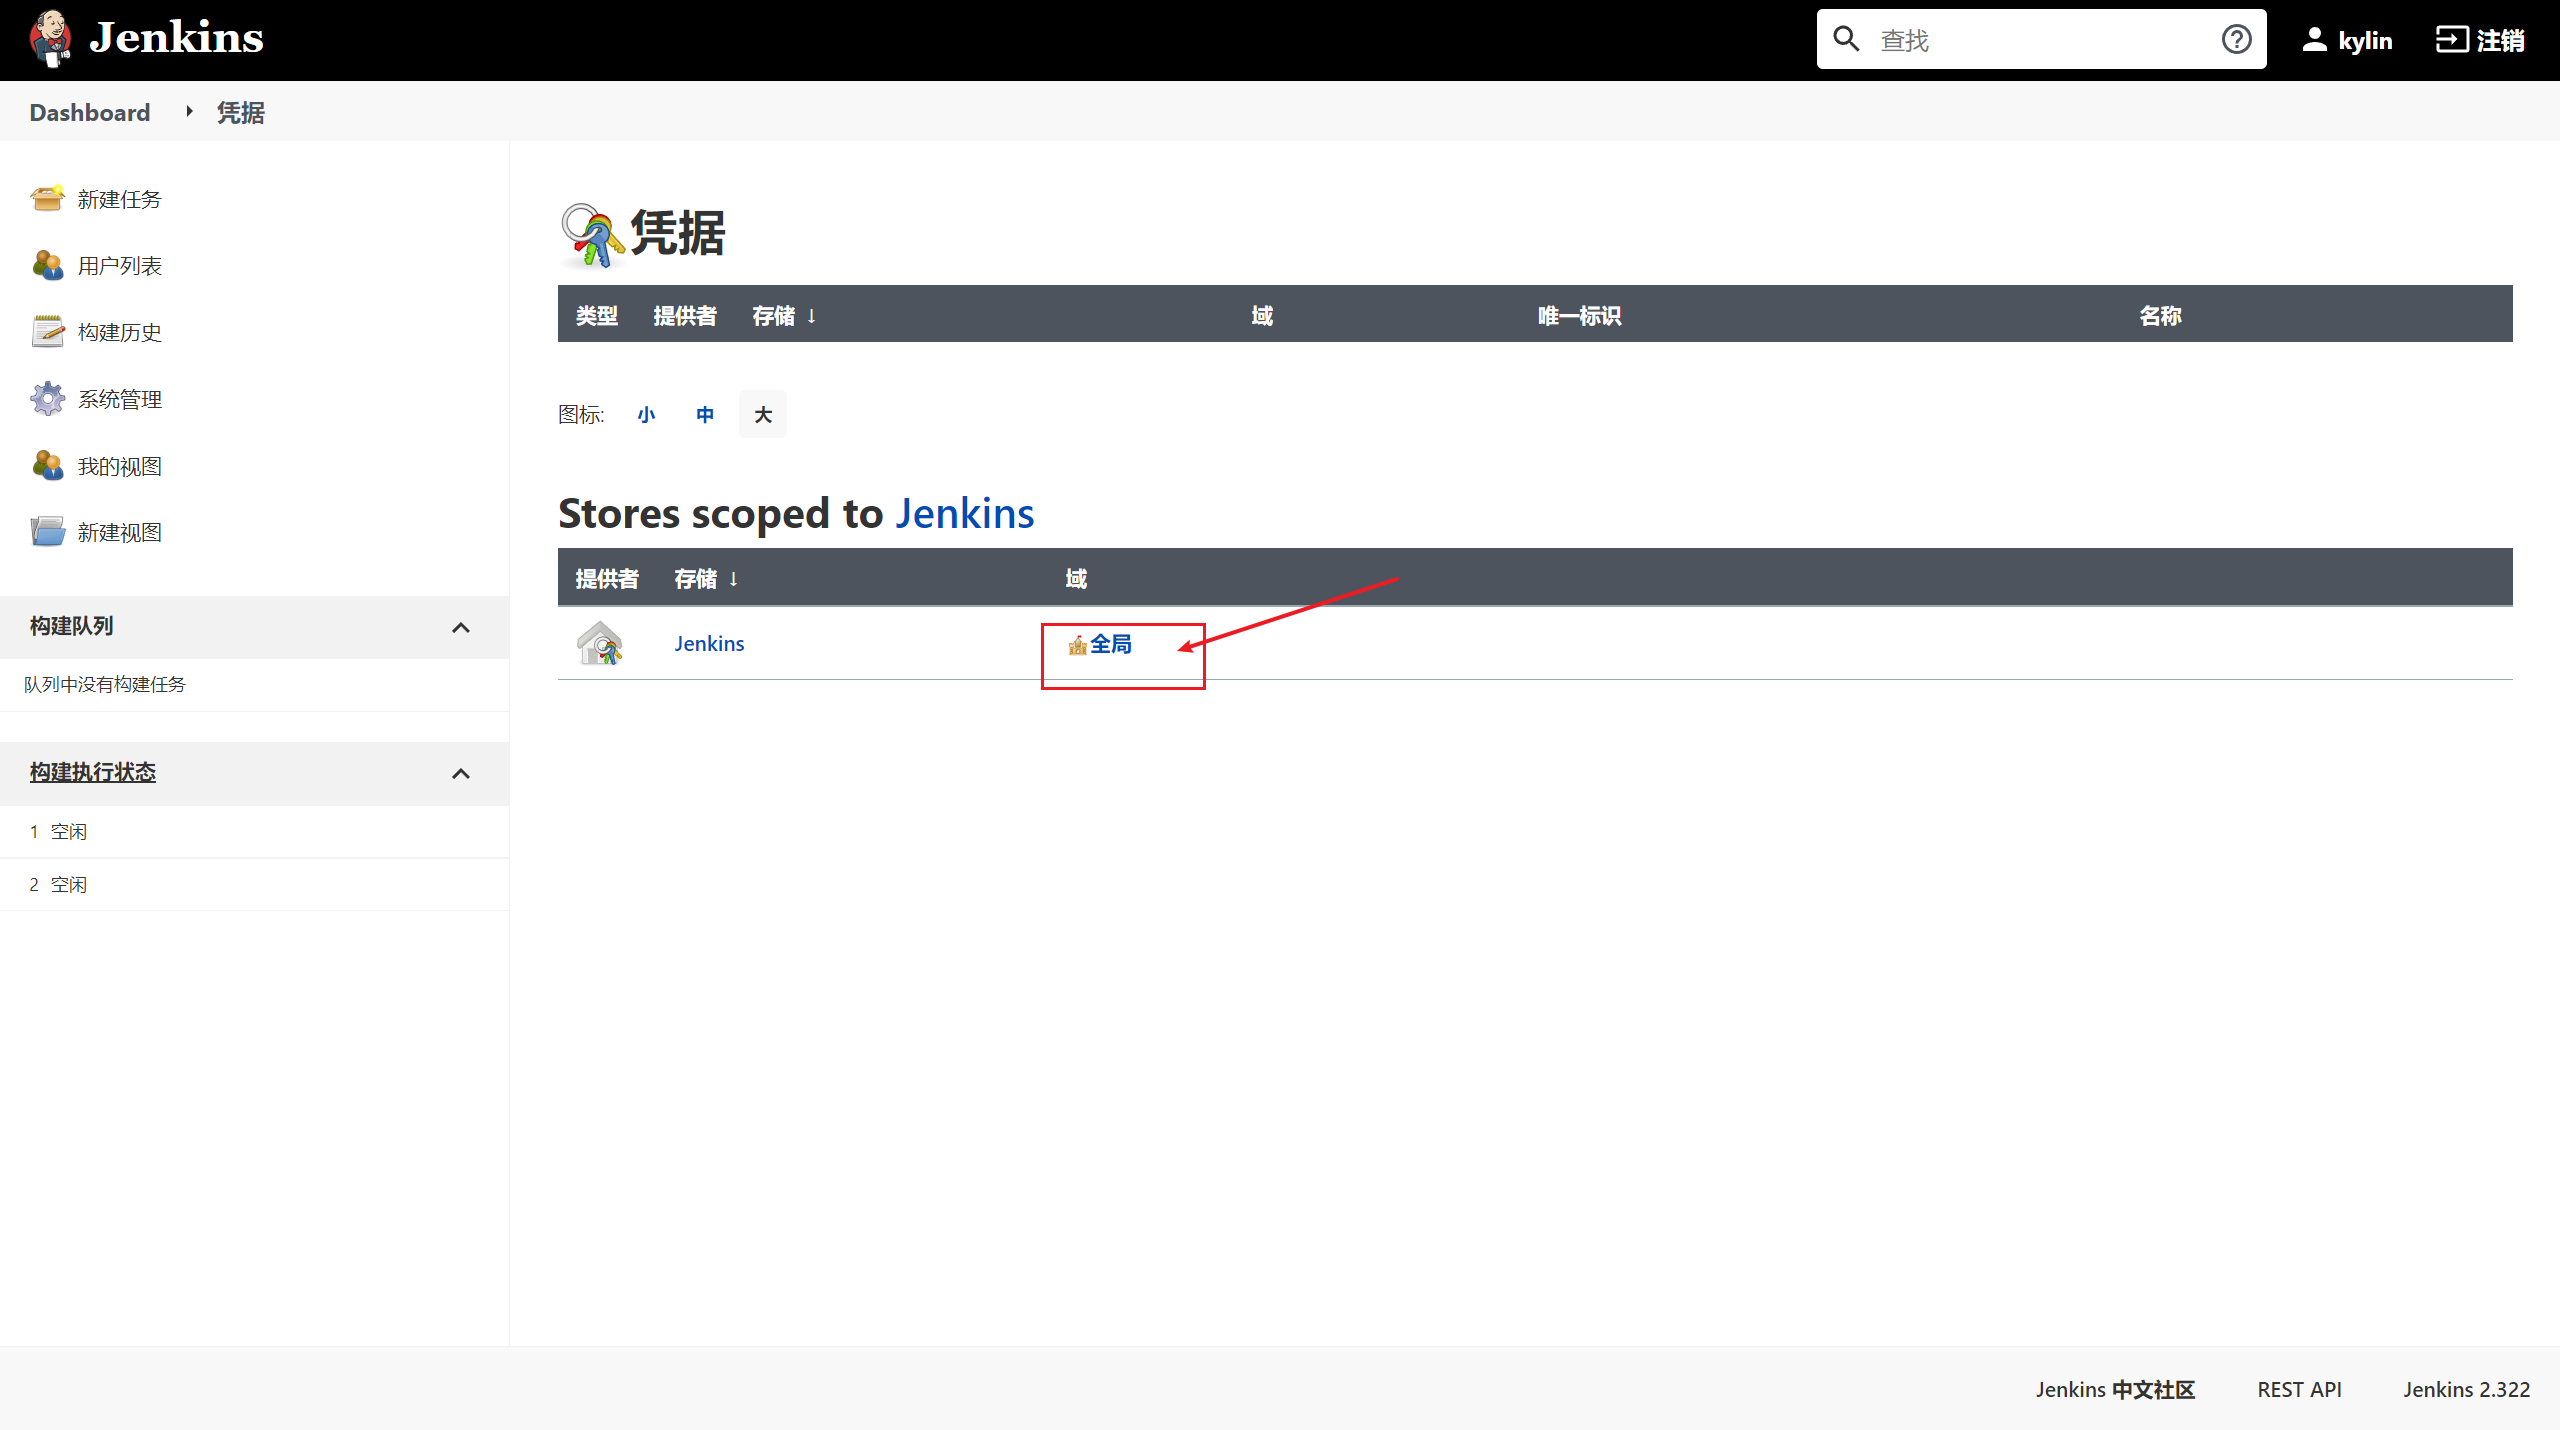 Jenkins
查找
kylin
注销
Dashboard 凭据
新建任务
用户列表
构建历史
系统管理
我的视图
新建视图
构建队列
队列中没有构建任务
构建执行状态
1 空闲
2 空闲
凭据
类型 提供者 存储 ↓ 域 唯一标识 名称
图标: 小 中 大
Stores scoped to Jenkins
提供者 存储 ↓ 域
Jenkins 全局
Jenkins 中文社区 REST API Jenkins 2.322